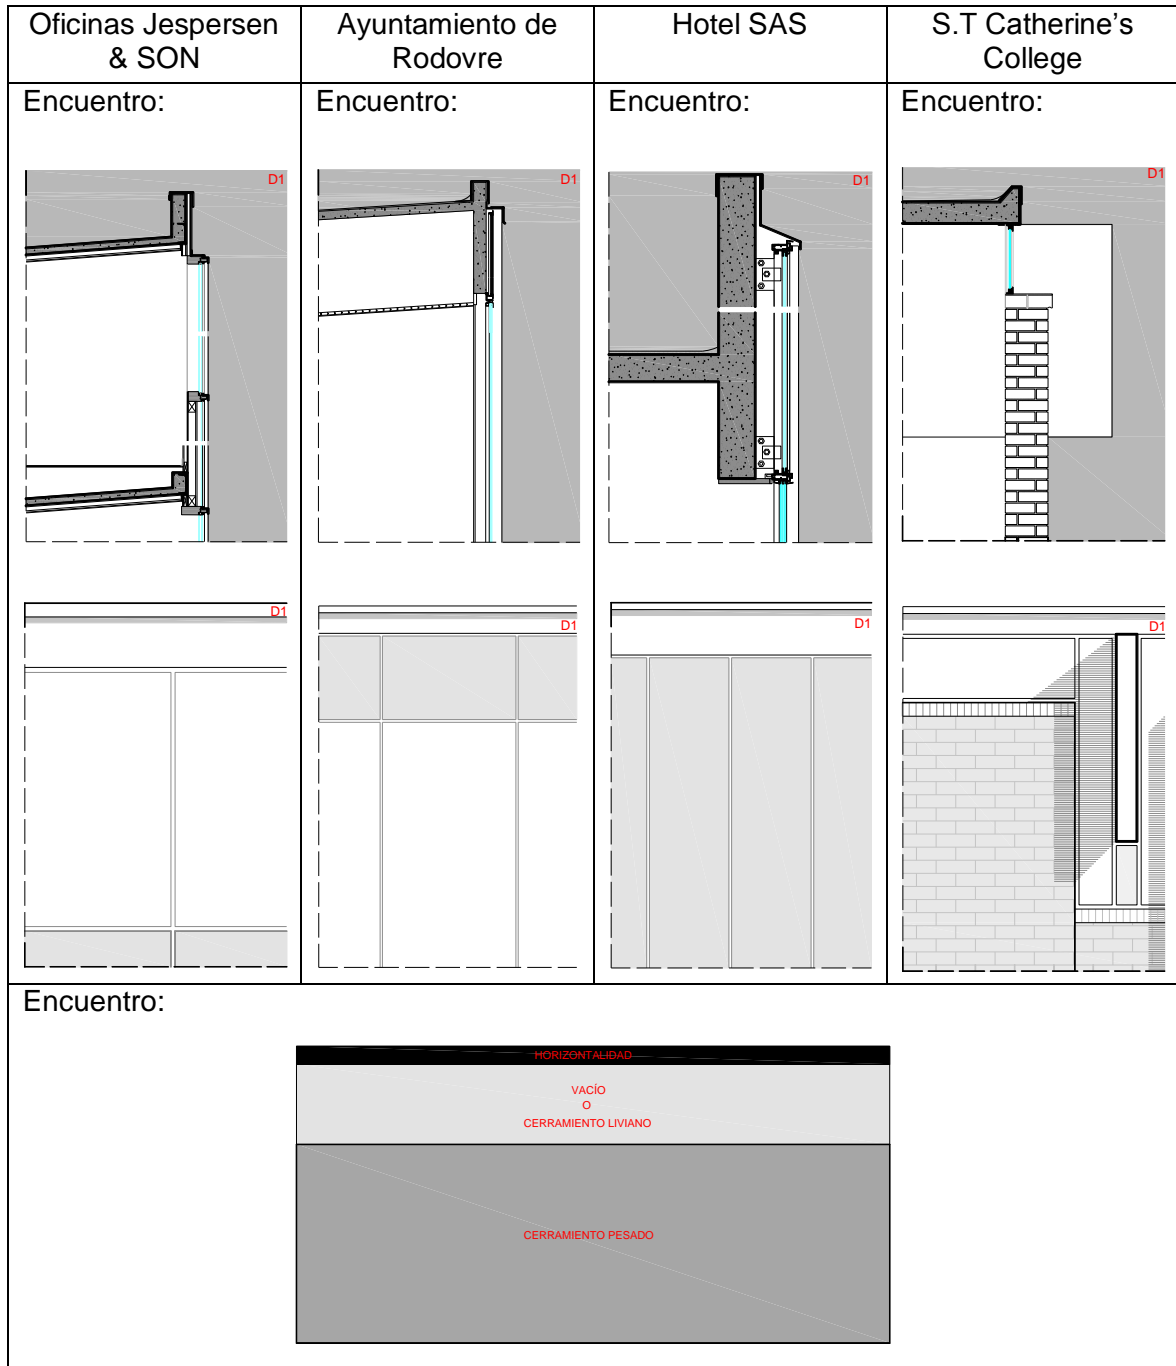 Oficinas Jespersen
& SON
Ayuntamiento de
Rodovre
Hotel SAS
S.T Catherine's
College
Encuentro:
Encuentro:
Encuentro:
Encuentro:
D1
D1
D1
D1
D1
D1
D1
D1
Encuentro:
HORIZONTALIDAD
VACÍO
O
CERRAMIENTO LIVIANO
CERRAMIENTO PESADO